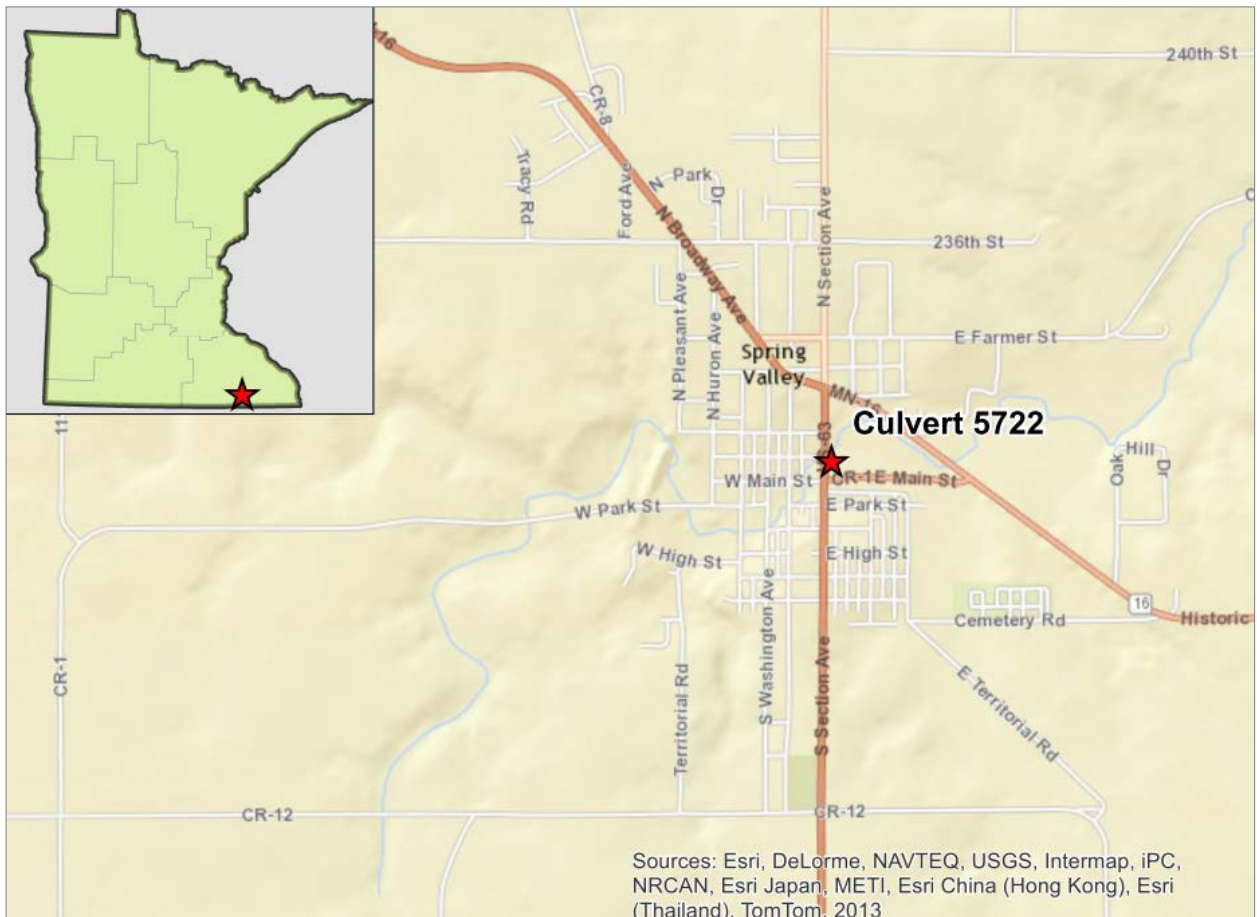 -16
240th St
CR-8
Tracy Rd
Ford Ave
N Park Dr
N Broadway Ave
N Section Ave
236th St
N Pleasant Ave
N Huron Ave
Spring
Valley
E Farmer St
MN-16
Culvert 5722
63
Oak Hill Dr
W Main St
CR-1E Main St
W Park St
E Park St
W High St
E High St
16
Historic
Cemetery Rd
CR-1
Territorial Rd
S Washington Ave
S Section Ave
E Territorial Rd
CR-12
CR-12
Sources: Esri, DeLorme, NAVTEQ, USGS, Intermap, iPC,
NRCAN, Esri Japan, METI, Esri China (Hong Kong), Esri
(Thailand), TomTom, 2013